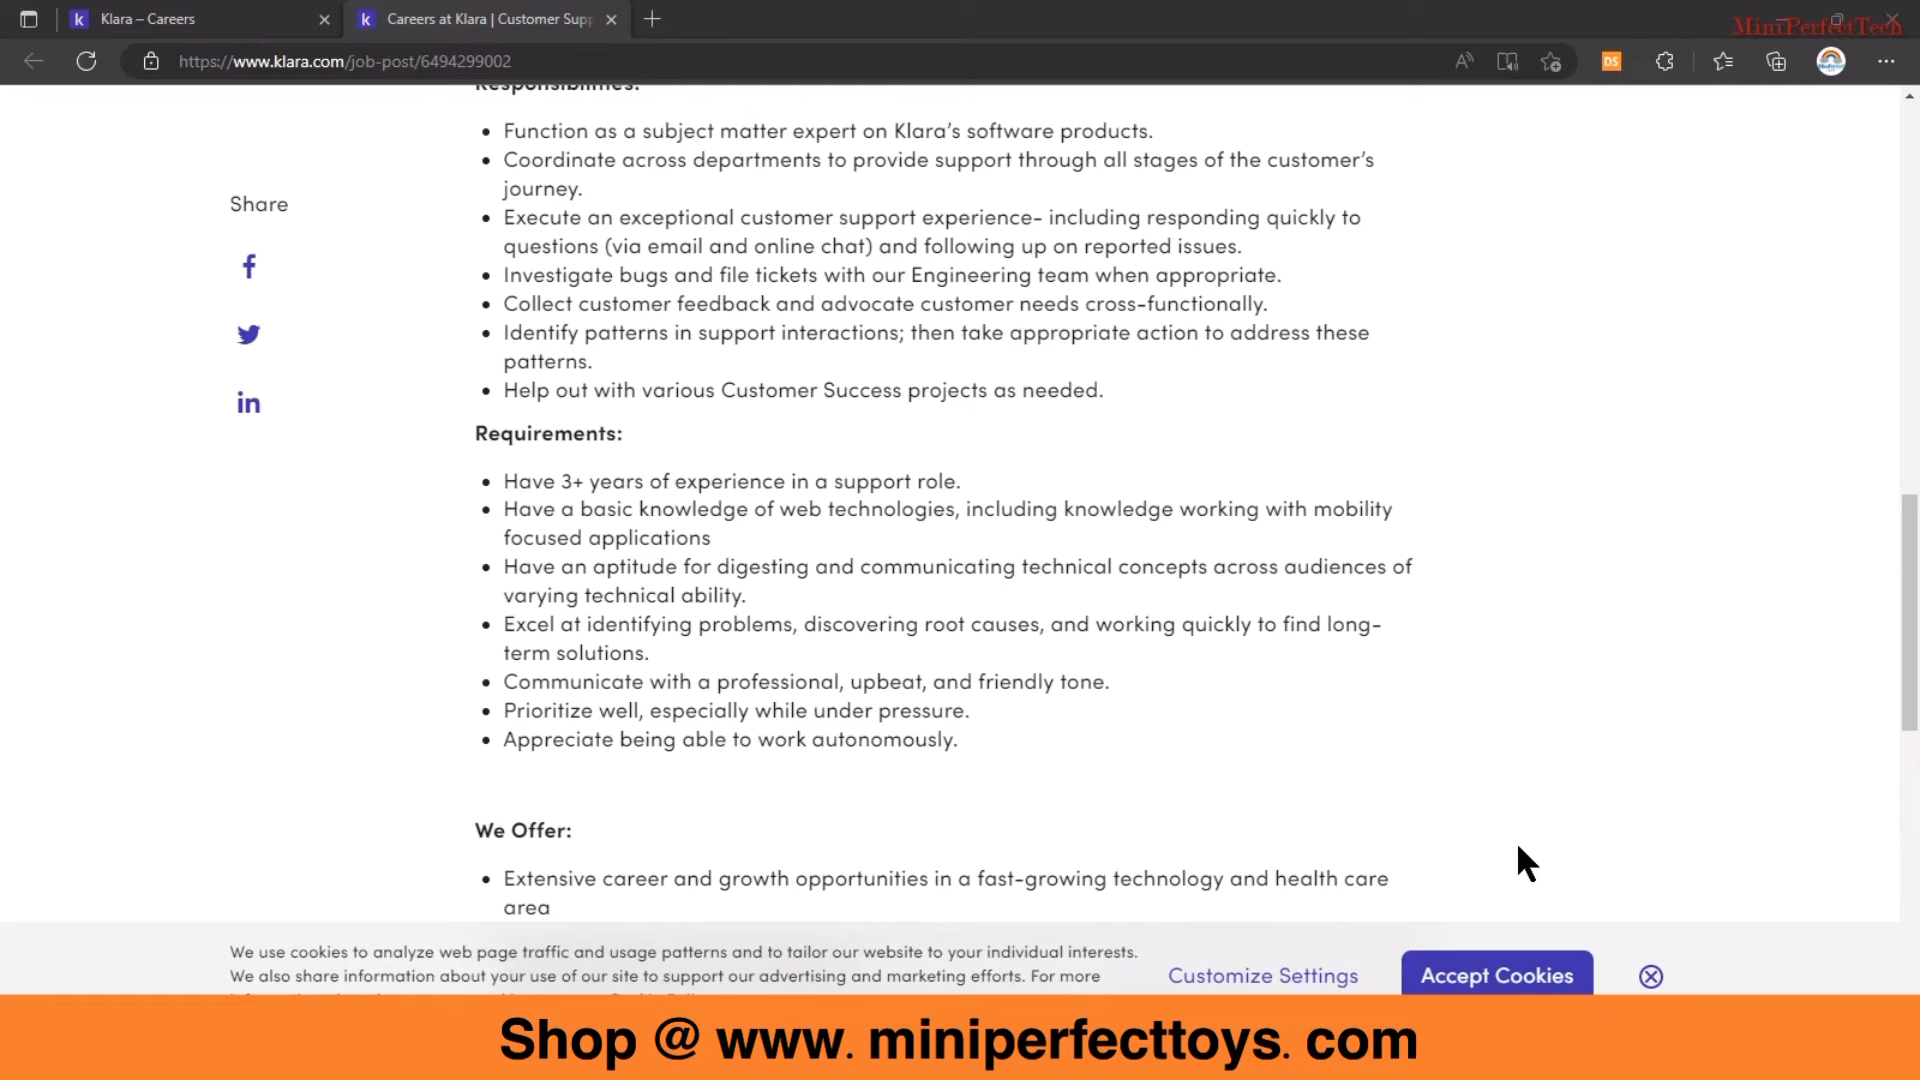 Klara – Careers
Careers at Klara | Customer Supp
MiniPerfectTech
https://www.klara.com/job-post/6494299002
DS
Responsibilities:
• Function as a subject matter expert on Klara's software products.
• Coordinate across departments to provide support through all stages of the customer's
journey.
Share
• Execute an exceptional customer support experience- including responding quickly to
questions (via email and online chat) and following up on reported issues.
• Investigate bugs and file tickets with our Engineering team when appropriate.
• Collect customer feedback and advocate customer needs cross-functionally.
• Identify patterns in support interactions; then take appropriate action to address these
patterns.
• Help out with various Customer Success projects as needed.
Requirements:
• Have 3+ years of experience in a support role.
• Have a basic knowledge of web technologies, including knowledge working with mobility
focused applications
• Have an aptitude for digesting and communicating technical concepts across audiences of
varying technical ability.
• Excel at identifying problems, discovering root causes, and working quickly to find long-
term solutions.
• Communicate with a professional, upbeat, and friendly tone.
• Prioritize well, especially while under pressure.
• Appreciate being able to work autonomously.
We Offer:
• Extensive career and growth opportunities in a fast-growing technology and health care
area
We use cookies to analyze web page traffic and usage patterns and to tailor our website to your individual interests.
We also share information about your use of our site to support our advertising and marketing efforts. For more
Customize Settings
Accept Cookies
Shop @ www. miniperfecttoys. com